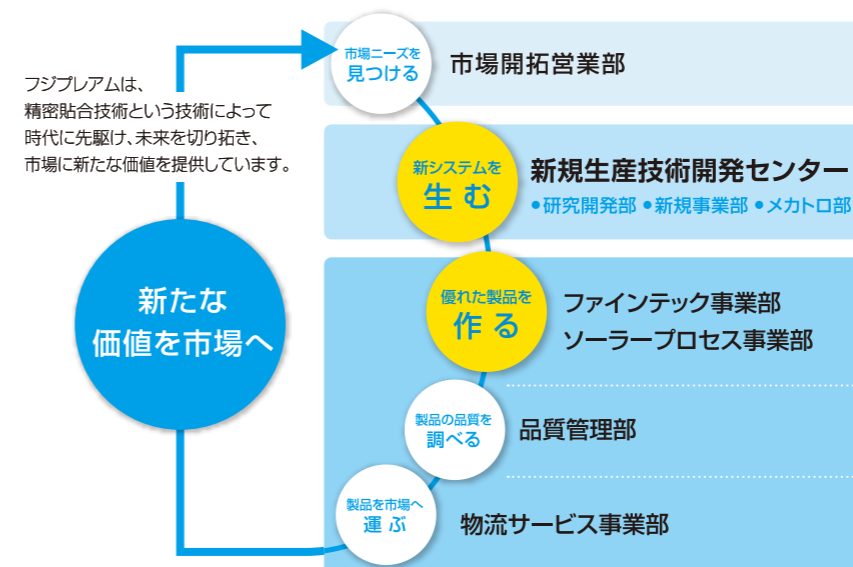 フジプレアムは、
精密貼合技術という技術によって
時代に先駆け、未来を切り拓き、
市場に新たな価値を提供しています。
新たな
価値を市場へ
市場ニーズを
見つける
市場開拓営業部
新システムを
生む
新規生産技術開発センター
●研究開発部 ●新規事業部 ●メカトロ部
優れた製品を
作る
ファインテック事業部
ソーラープロセス事業部
製品の品質を
調べる
品質管理部
製品を市場へ
運ぶ
物流サービス事業部